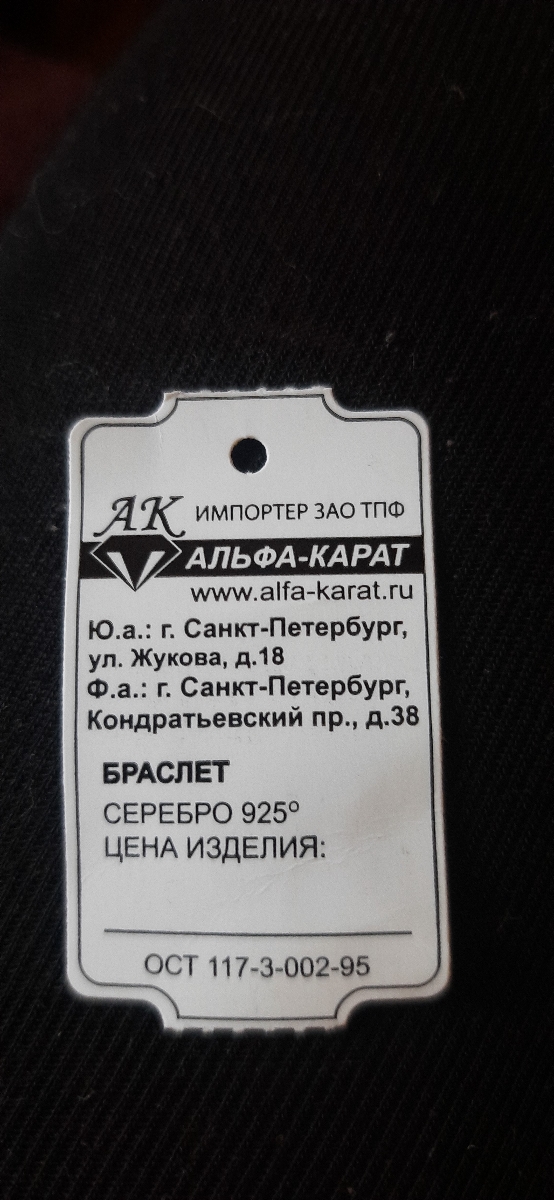 АК ИМПОРТЕР ЗАО ТПФ
АЛЬФА-КАРАТ
www.alfa-karat.ru
Ю.а.: г. Санкт-Петербург,
ул. Жукова, д.18
Ф.а.: г. Санкт-Петербург,
Кондратьевский пр., д.38
БРАСЛЕТ
СЕРЕБРО 925°
ЦЕНА ИЗДЕЛИЯ:
ОСТ 117-3-002-95